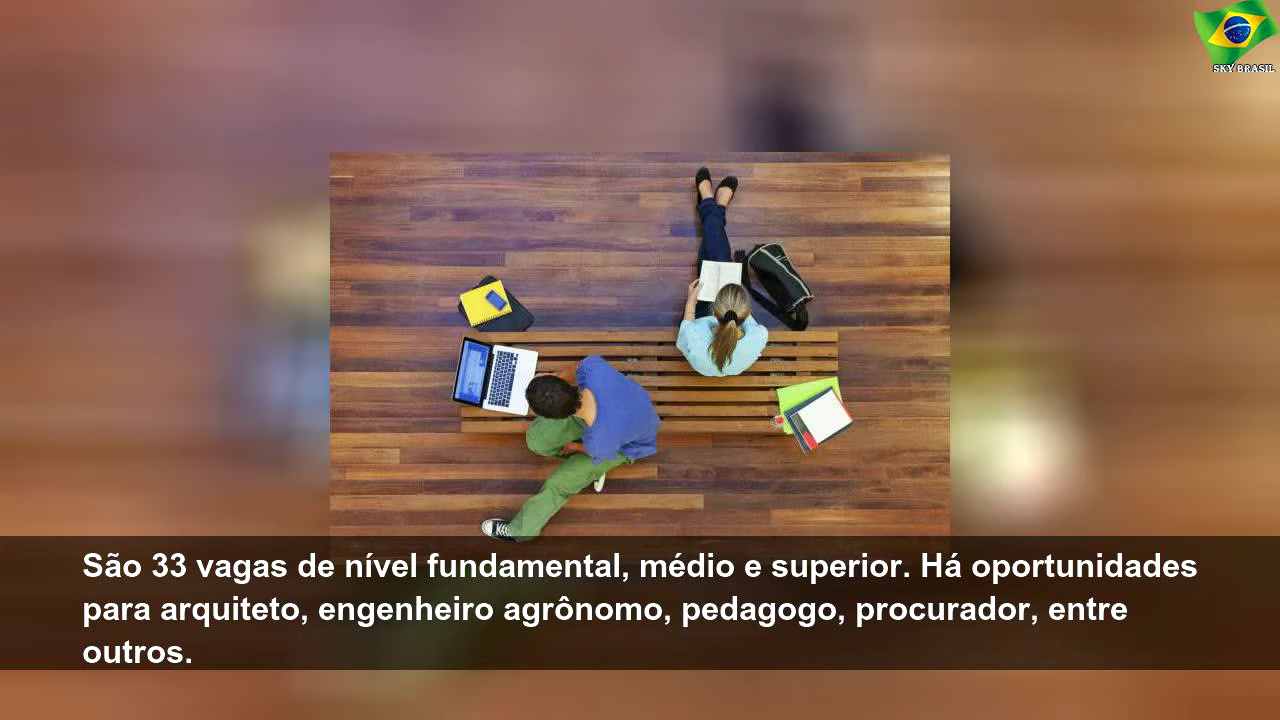 SKY BRASIL
São 33 vagas de nível fundamental, médio e superior. Há oportunidades
para arquiteto, engenheiro agrônomo, pedagogo, procurador, entre
outros.